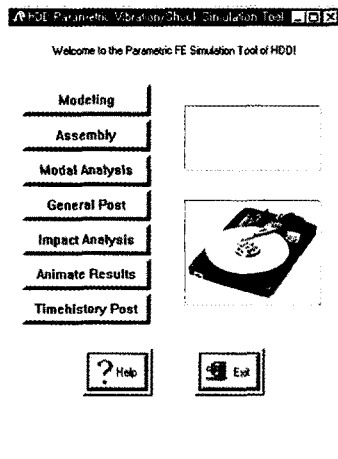 HDD Parametric Vibration/Shock Simulation Tool
Welcome to the Parametric FE Simulation Tool of HDD!
Modeling
Assembly
Modal Analysis
General Post
Impact Analysis
Animate Results
Timehistory Post
? Help
Exit